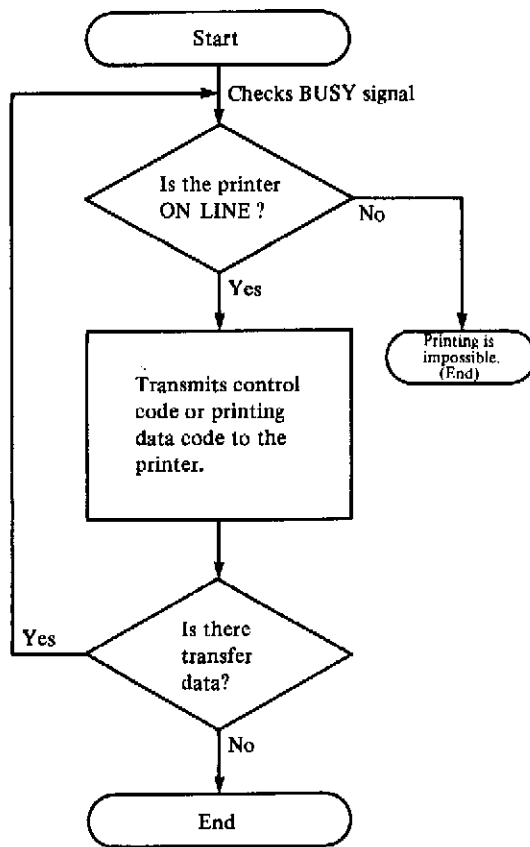 Start
Checks BUSY signal
Is the printer
ON LINE ?
No
Yes
Printing is
impossible.
(End)
Transmits control
code or printing
data code to the
printer.
Yes
Is there
transfer
data?
No
End